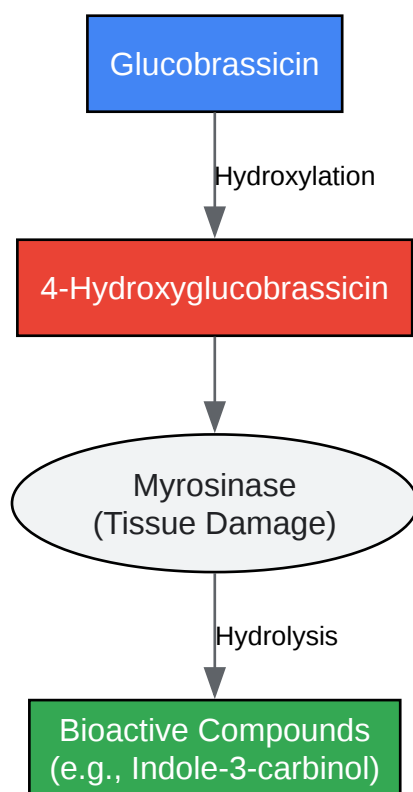 Glucobrassicin
Hydroxylation
4-Hydroxyglucobrassicin
Myrosinase
(Tissue Damage)
Hydrolysis
Bioactive Compounds
(e.g., Indole-3-carbinol)